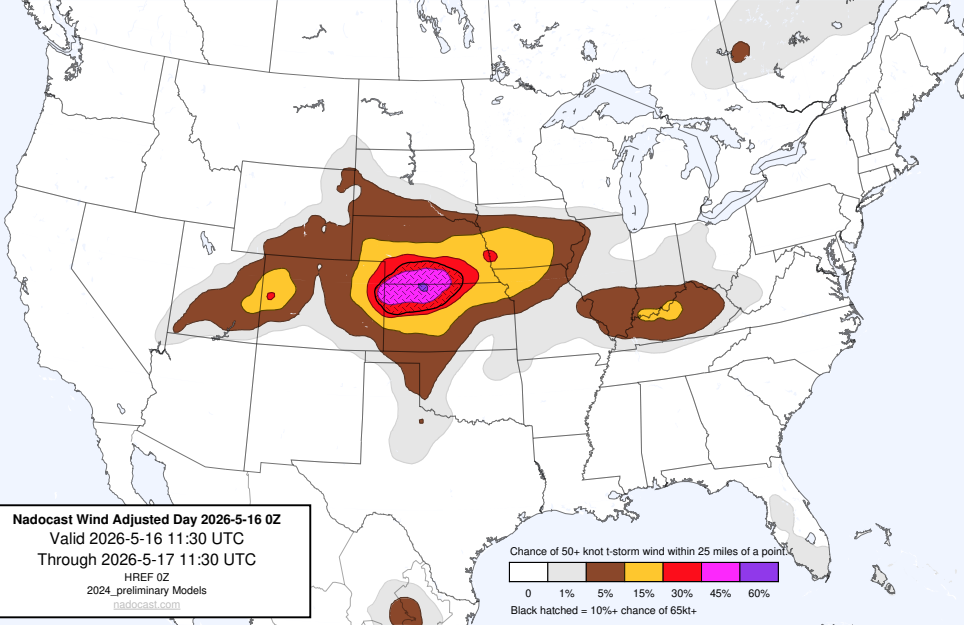 Nadocast Wind Adjusted Day 2026-5-16 0Z
Valid 2026-5-16 11:30 UTC
Through 2026-5-17 11:30 UTC
HREF 0Z
2024_preliminary Models
nadocast.com
Chance of 50+ knot t-storm wind within 25 miles of a point.
0 1% 5% 15% 30% 45% 60%
Black hatched = 10%+ chance of 65kt+